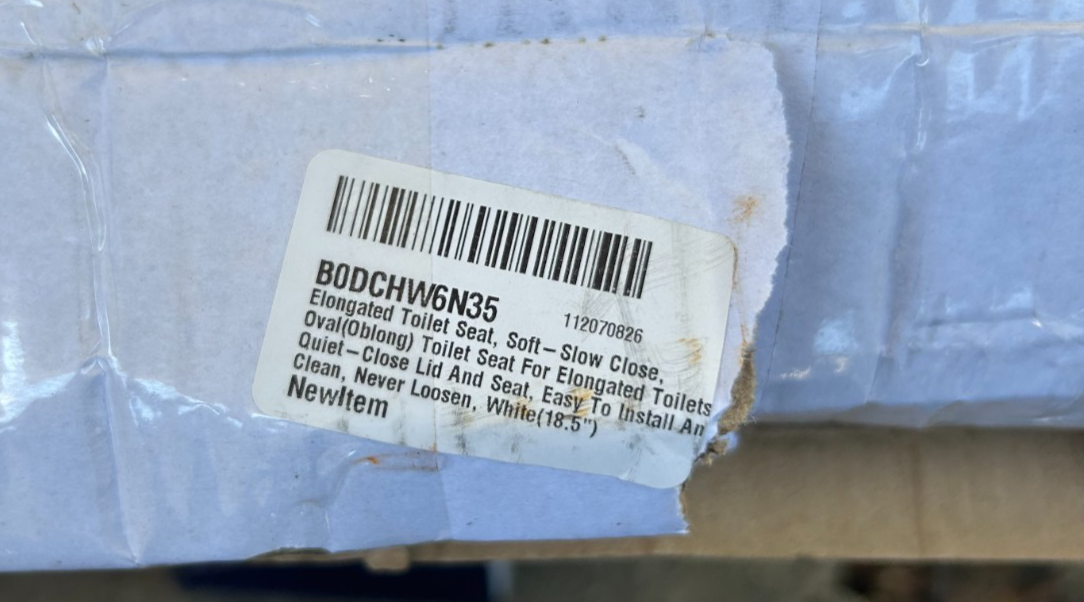 B0DCHW6N35
112070826
Elongated Toilet Seat, Soft-Slow Close,
Oval(Oblong) Toilet Seat For Elongated Toilets
Quiet-Close Lid And Seat, Easy To Install An
Clean, Never Loosen, White(18.5")
NewItem